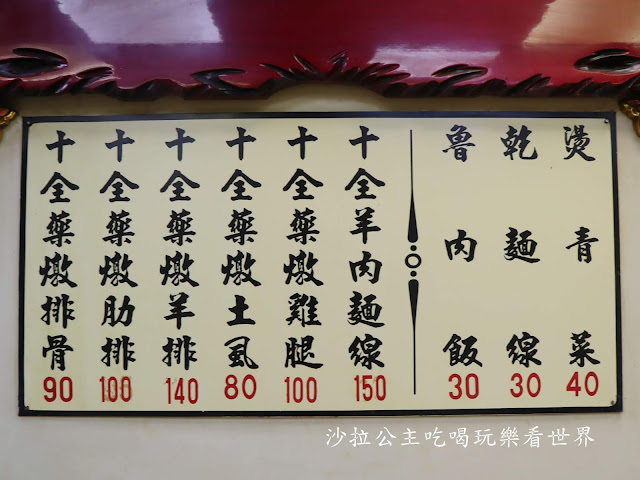 燙青菜 40
乾麵線 30
魯肉飯 30
十全羊肉麵線 150
十全藥燉雞腿 100
十全藥燉土虱 80
十全藥燉羊排 140
十全藥燉肋排 100
十全藥燉排骨 90
沙拉公主吃喝玩樂看世界